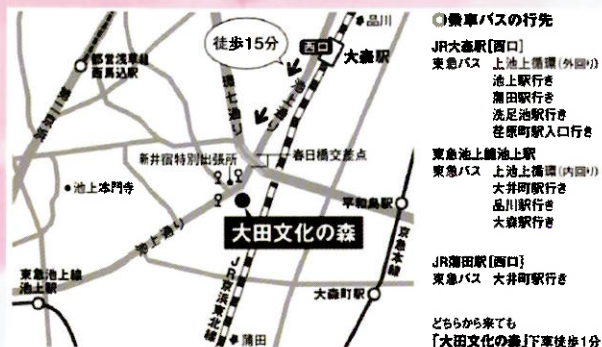 品川
徒歩15分
西口
大森駅
都営浅草線
西馬込駅
第二京浜
環七通り
池上通り
新井宿特別出張所
春日橋交差点
池上本門寺
大田文化の森
平和島駅
京急本線
池上通り
JR京浜東北線
東急池上線
池上駅
大森町駅
蒲田
◎乗車バスの行先
JR大森駅[西口]
東急バス 上池上循環(外回り)
池上駅行き
蒲田駅行き
洗足池駅行き
荏原町駅入口行き
東急池上線池上駅
東急バス 上池上循環(内回り)
大井町駅行き
品川駅行き
大森駅行き
JR蒲田駅[西口]
東急バス 大井町駅行き
どちらから来ても
「大田文化の森」下車徒歩1分